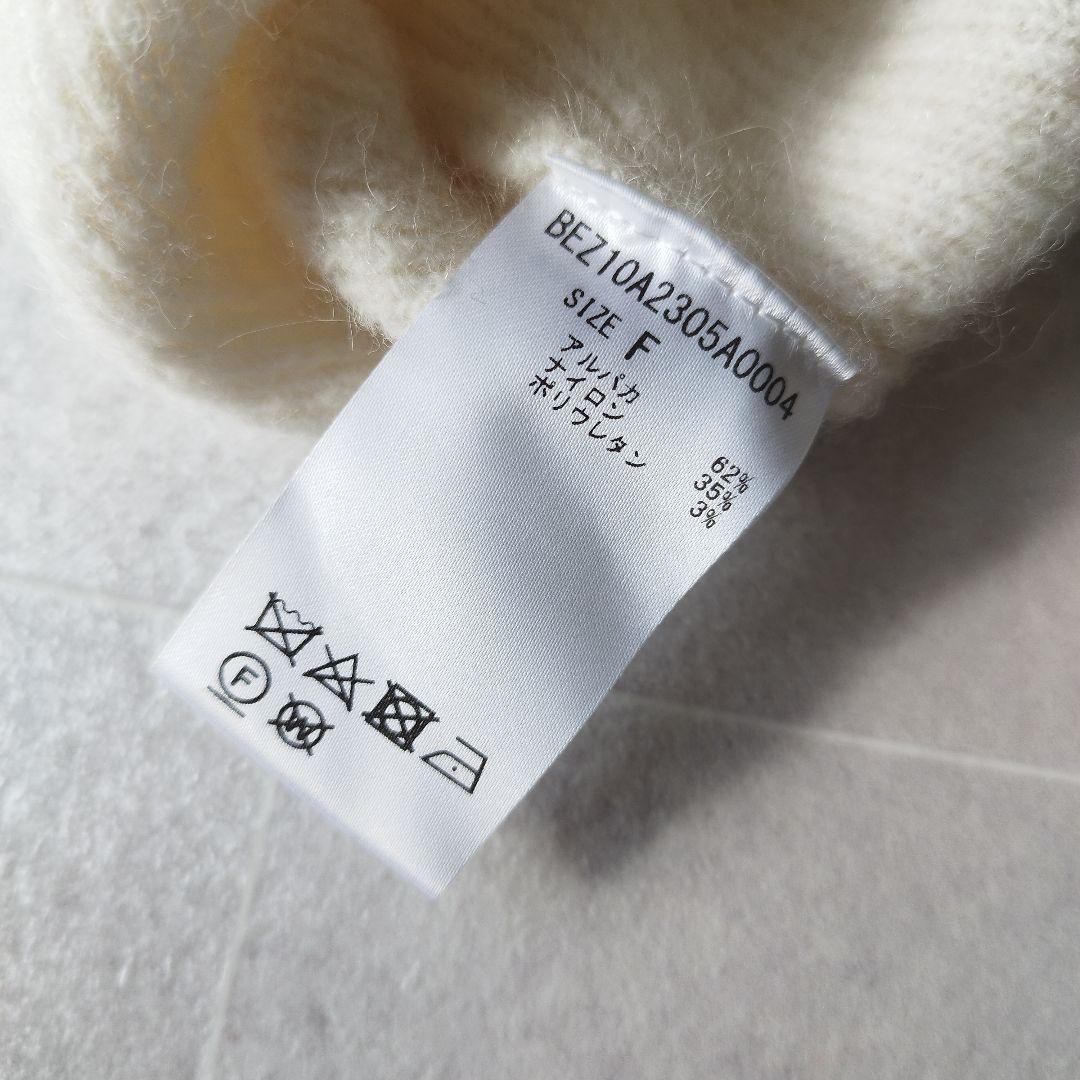 BEZ10A2305A0004
SIZE F
アルパカ 62%
ナイロン 35%
ポリウレタン 3%
F
W